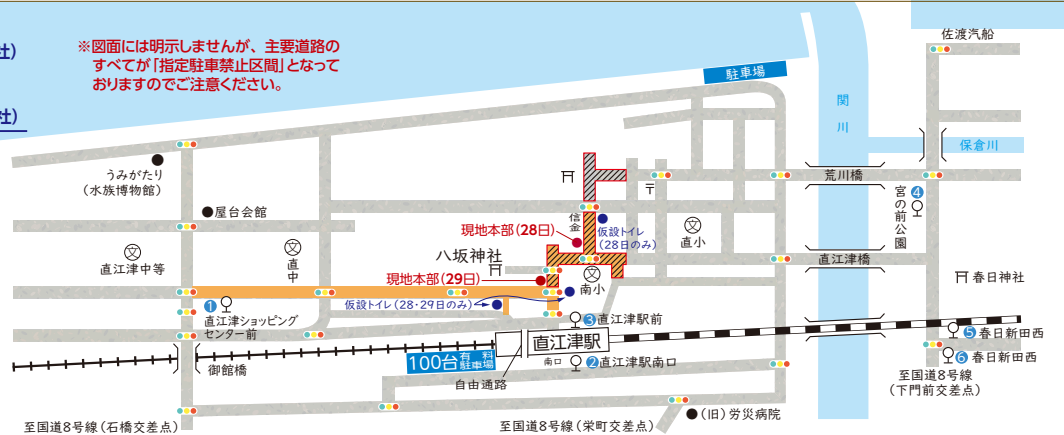 社)
社)
※図面には明示しませんが、主要道路の
すべてが「指定駐車禁止区間」となって
おりますのでご注意ください。
佐渡汽船
駐車場
関川
保倉川
うみがたり
(水族博物館)
荒川橋
〒
宮の前公園
4
屋台会館
信金
仮設トイレ
(28日のみ)
現地本部(28日)
文
直小
文
直江津中等
文
直中
八坂神社
直江津橋
現地本部(29日)
文
南小
春日神社
1
直江津ショッピング
センター前
仮設トイレ(28・29日のみ)
3直江津駅前
直江津駅
5春日新田西
100台有料駐車場
南口
2直江津駅南口
6春日新田西
御館橋
自由通路
至国道8号線
(下門前交差点)
至国道8号線(石橋交差点)
至国道8号線(栄町交差点)
(旧)労災病院